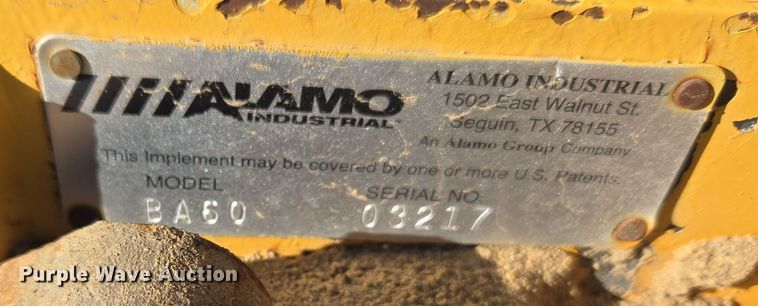 ALAMO
INDUSTRIAL
ALAMO INDUSTRIAL
1502 East Walnut St.
Seguin, TX 78155
An Alamo Group Company
This Implement may be covered by one or more U.S. Patents.
MODEL SERIAL NO.
BA60 03217
Purple Wave Auction